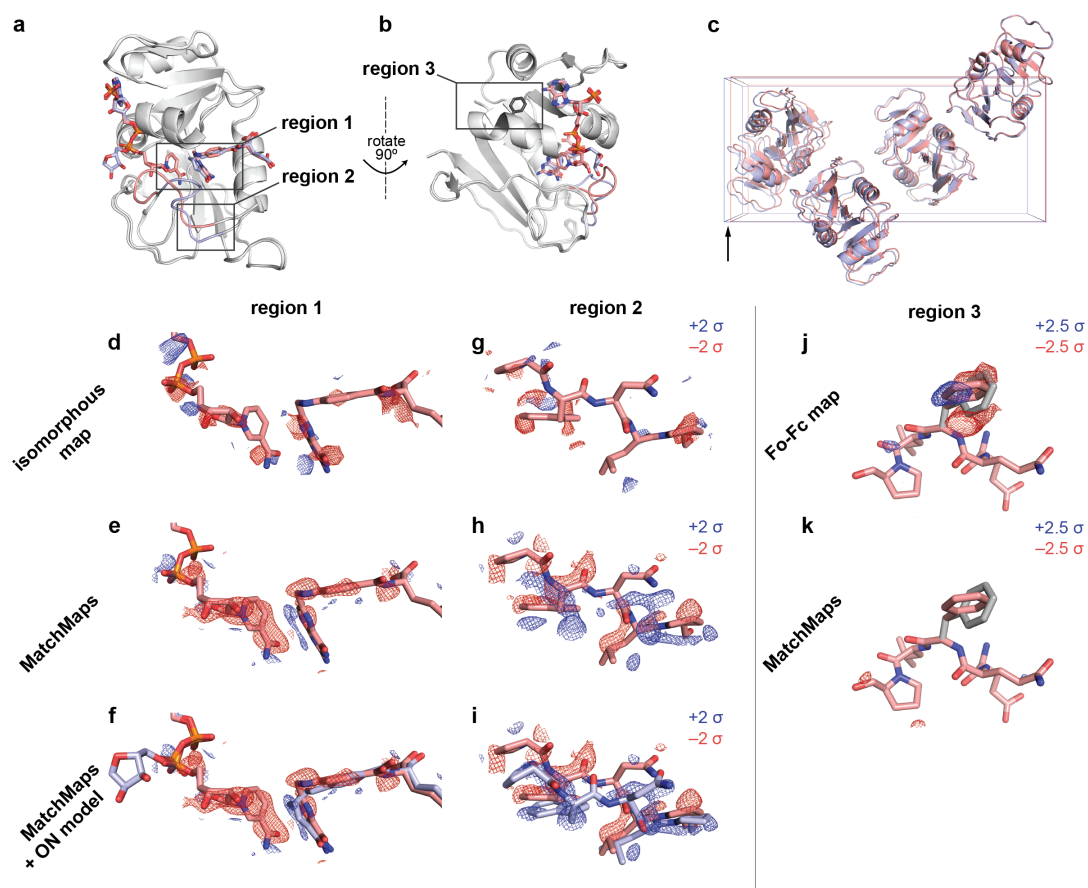 a
b
c
region 3
region 1
region 2
rotate
90º
region 1
region 2
region 3
d
g
+2 σ
−2 σ
j
+2.5 σ
−2.5 σ
isomorphous
map
Fo-Fc map
e
h
+2 σ
−2 σ
k
+2.5 σ
−2.5 σ
MatchMaps
MatchMaps
f
i
+2 σ
−2 σ
MatchMaps
+ ON model